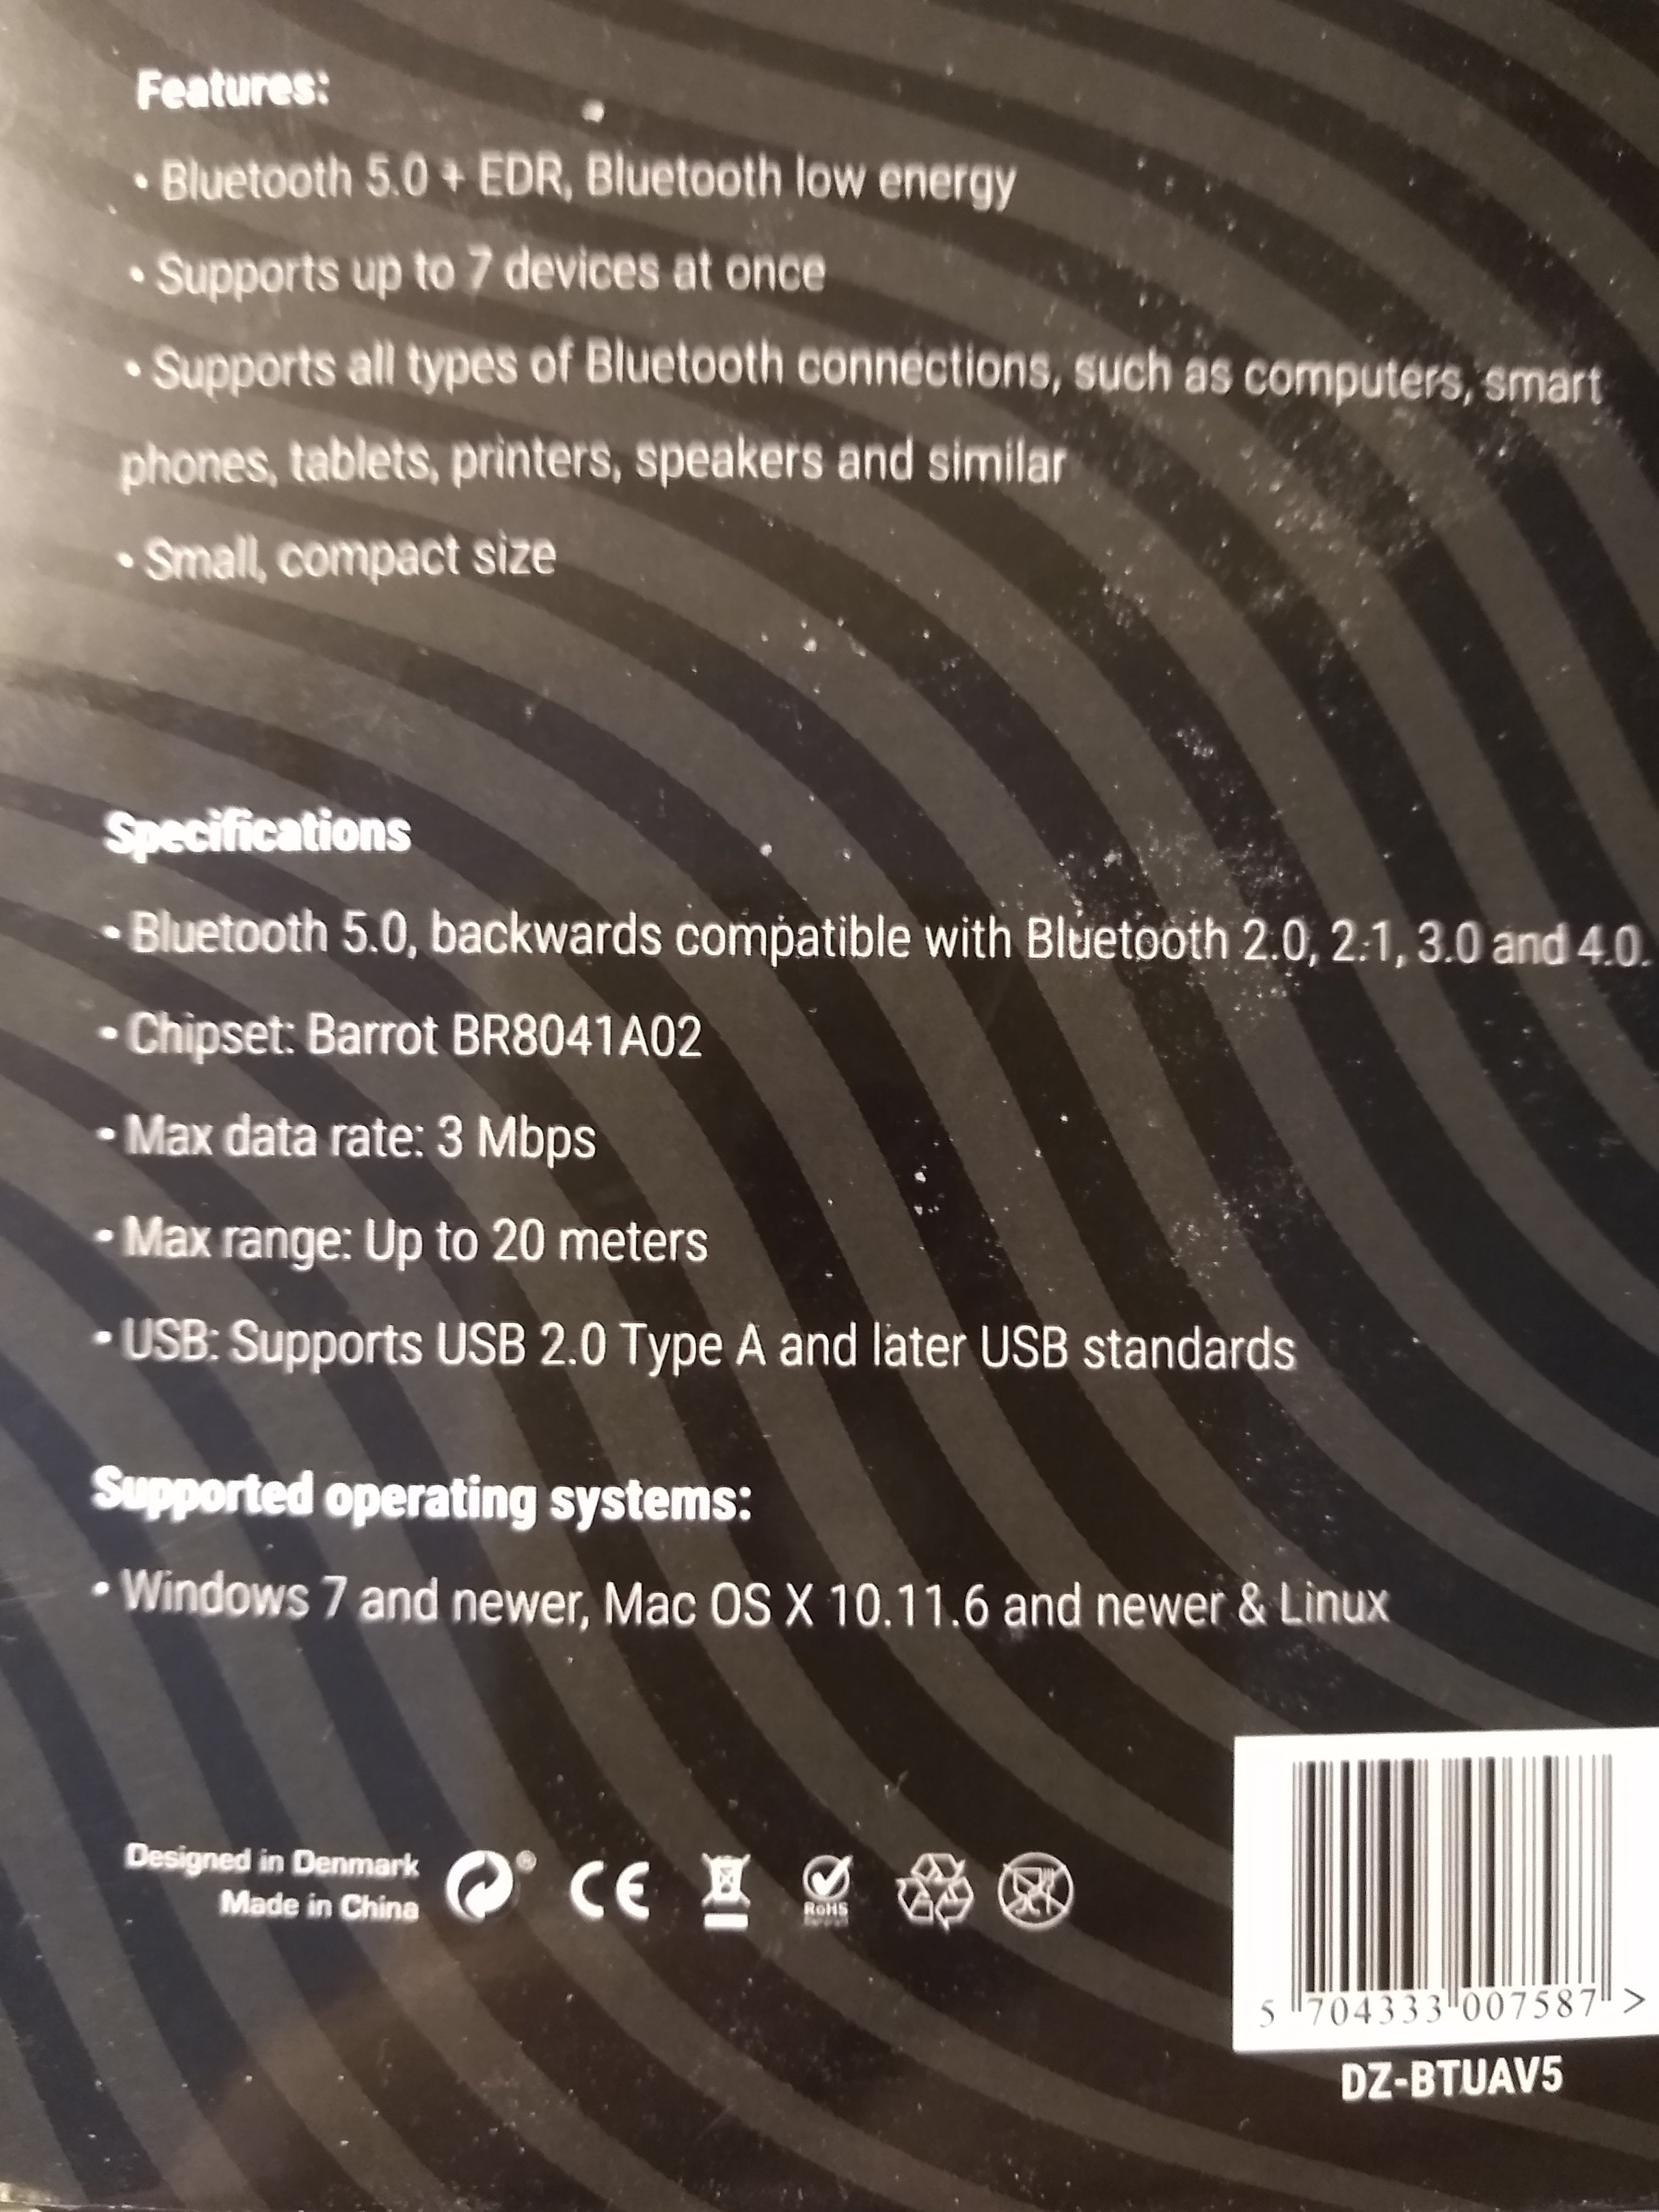 Features:
• Bluetooth 5.0 + EDR, Bluetooth low energy
• Supports up to 7 devices at once
• Supports all types of Bluetooth connections, such as computers, smart
phones, tablets, printers, speakers and similar
• Small, compact size
Specifications
• Bluetooth 5.0, backwards compatible with Bluetooth 2.0, 2.1, 3.0 and 4.0.
• Chipset: Barrot BR8041A02
• Max data rate: 3 Mbps
• Max range: Up to 20 meters
• USB: Supports USB 2.0 Type A and later USB standards
Supported operating systems:
• Windows 7 and newer, Mac OS X 10.11.6 and newer & Linux
Designed in Denmark
Made in China
® CE
RoHS
5 704333 007587 >
DZ-BTUAV5